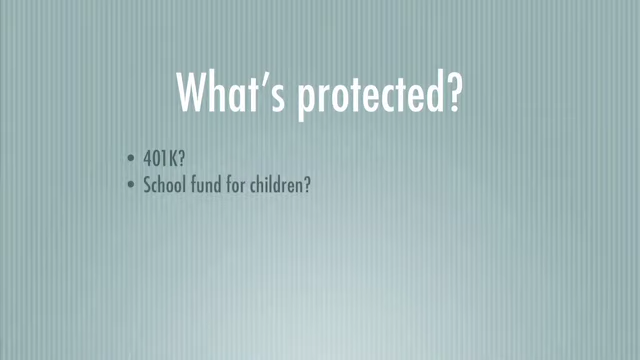 What's protected?
• 401K?
• School fund for children?